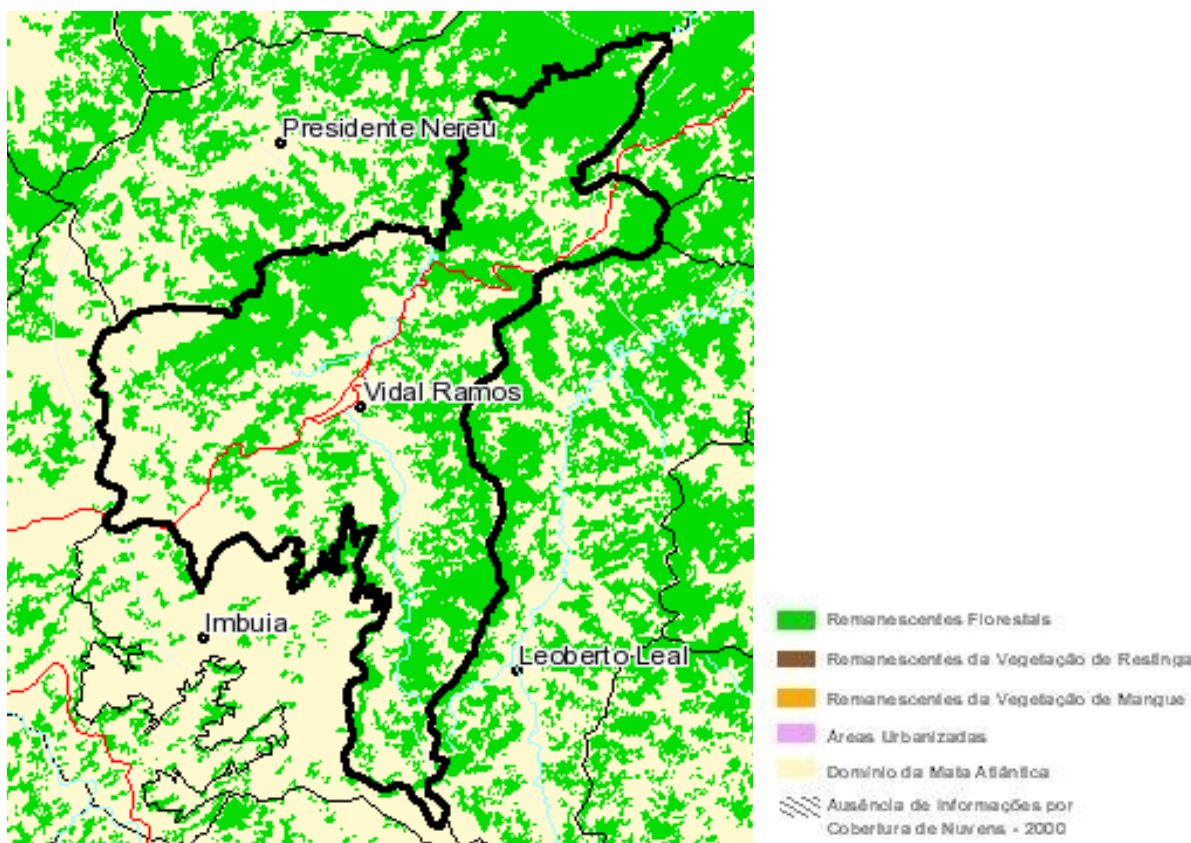 Presidente Nereu
Vidal Ramos
Imbuia
Leoberto Leal
Remanescentes Florestais
Remanescentes da Vegetação de Restinga
Remanescentes da Vegetação de Mangue
Áreas Urbanizadas
Domínio da Mata Atlântica
Ausência de Informações por
Cobertura de Nuvens - 2000